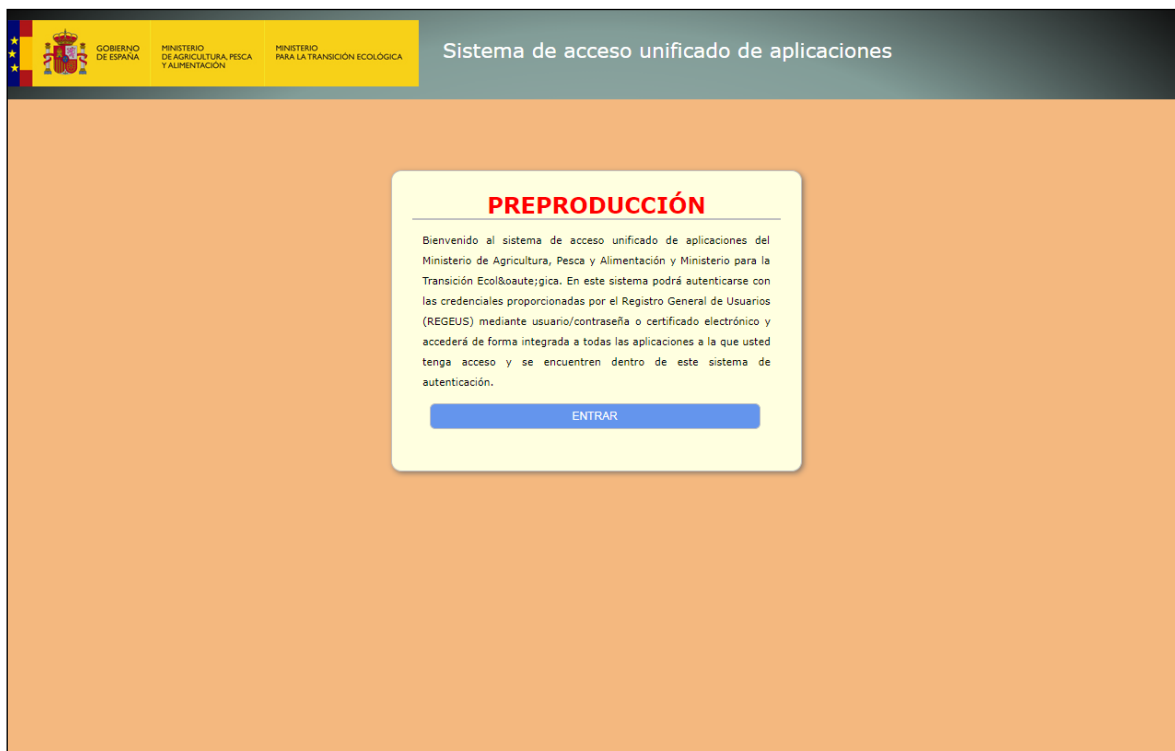 GOBIERNO
DE ESPAÑA
MINISTERIO
DE AGRICULTURA, PESCA
Y ALIMENTACIÓN
MINISTERIO
PARA LA TRANSICIÓN ECOLÓGICA
Sistema de acceso unificado de aplicaciones
PREPRODUCCIÓN
Bienvenido al sistema de acceso unificado de aplicaciones del
Ministerio de Agricultura, Pesca y Alimentación y Ministerio para la
Transición Ecol&oaute;gica. En este sistema podrá autenticarse con
las credenciales proporcionadas por el Registro General de Usuarios
(REGEUS) mediante usuario/contraseña o certificado electrónico y
accederá de forma integrada a todas las aplicaciones a la que usted
tenga acceso y se encuentren dentro de este sistema de
autenticación.
ENTRAR